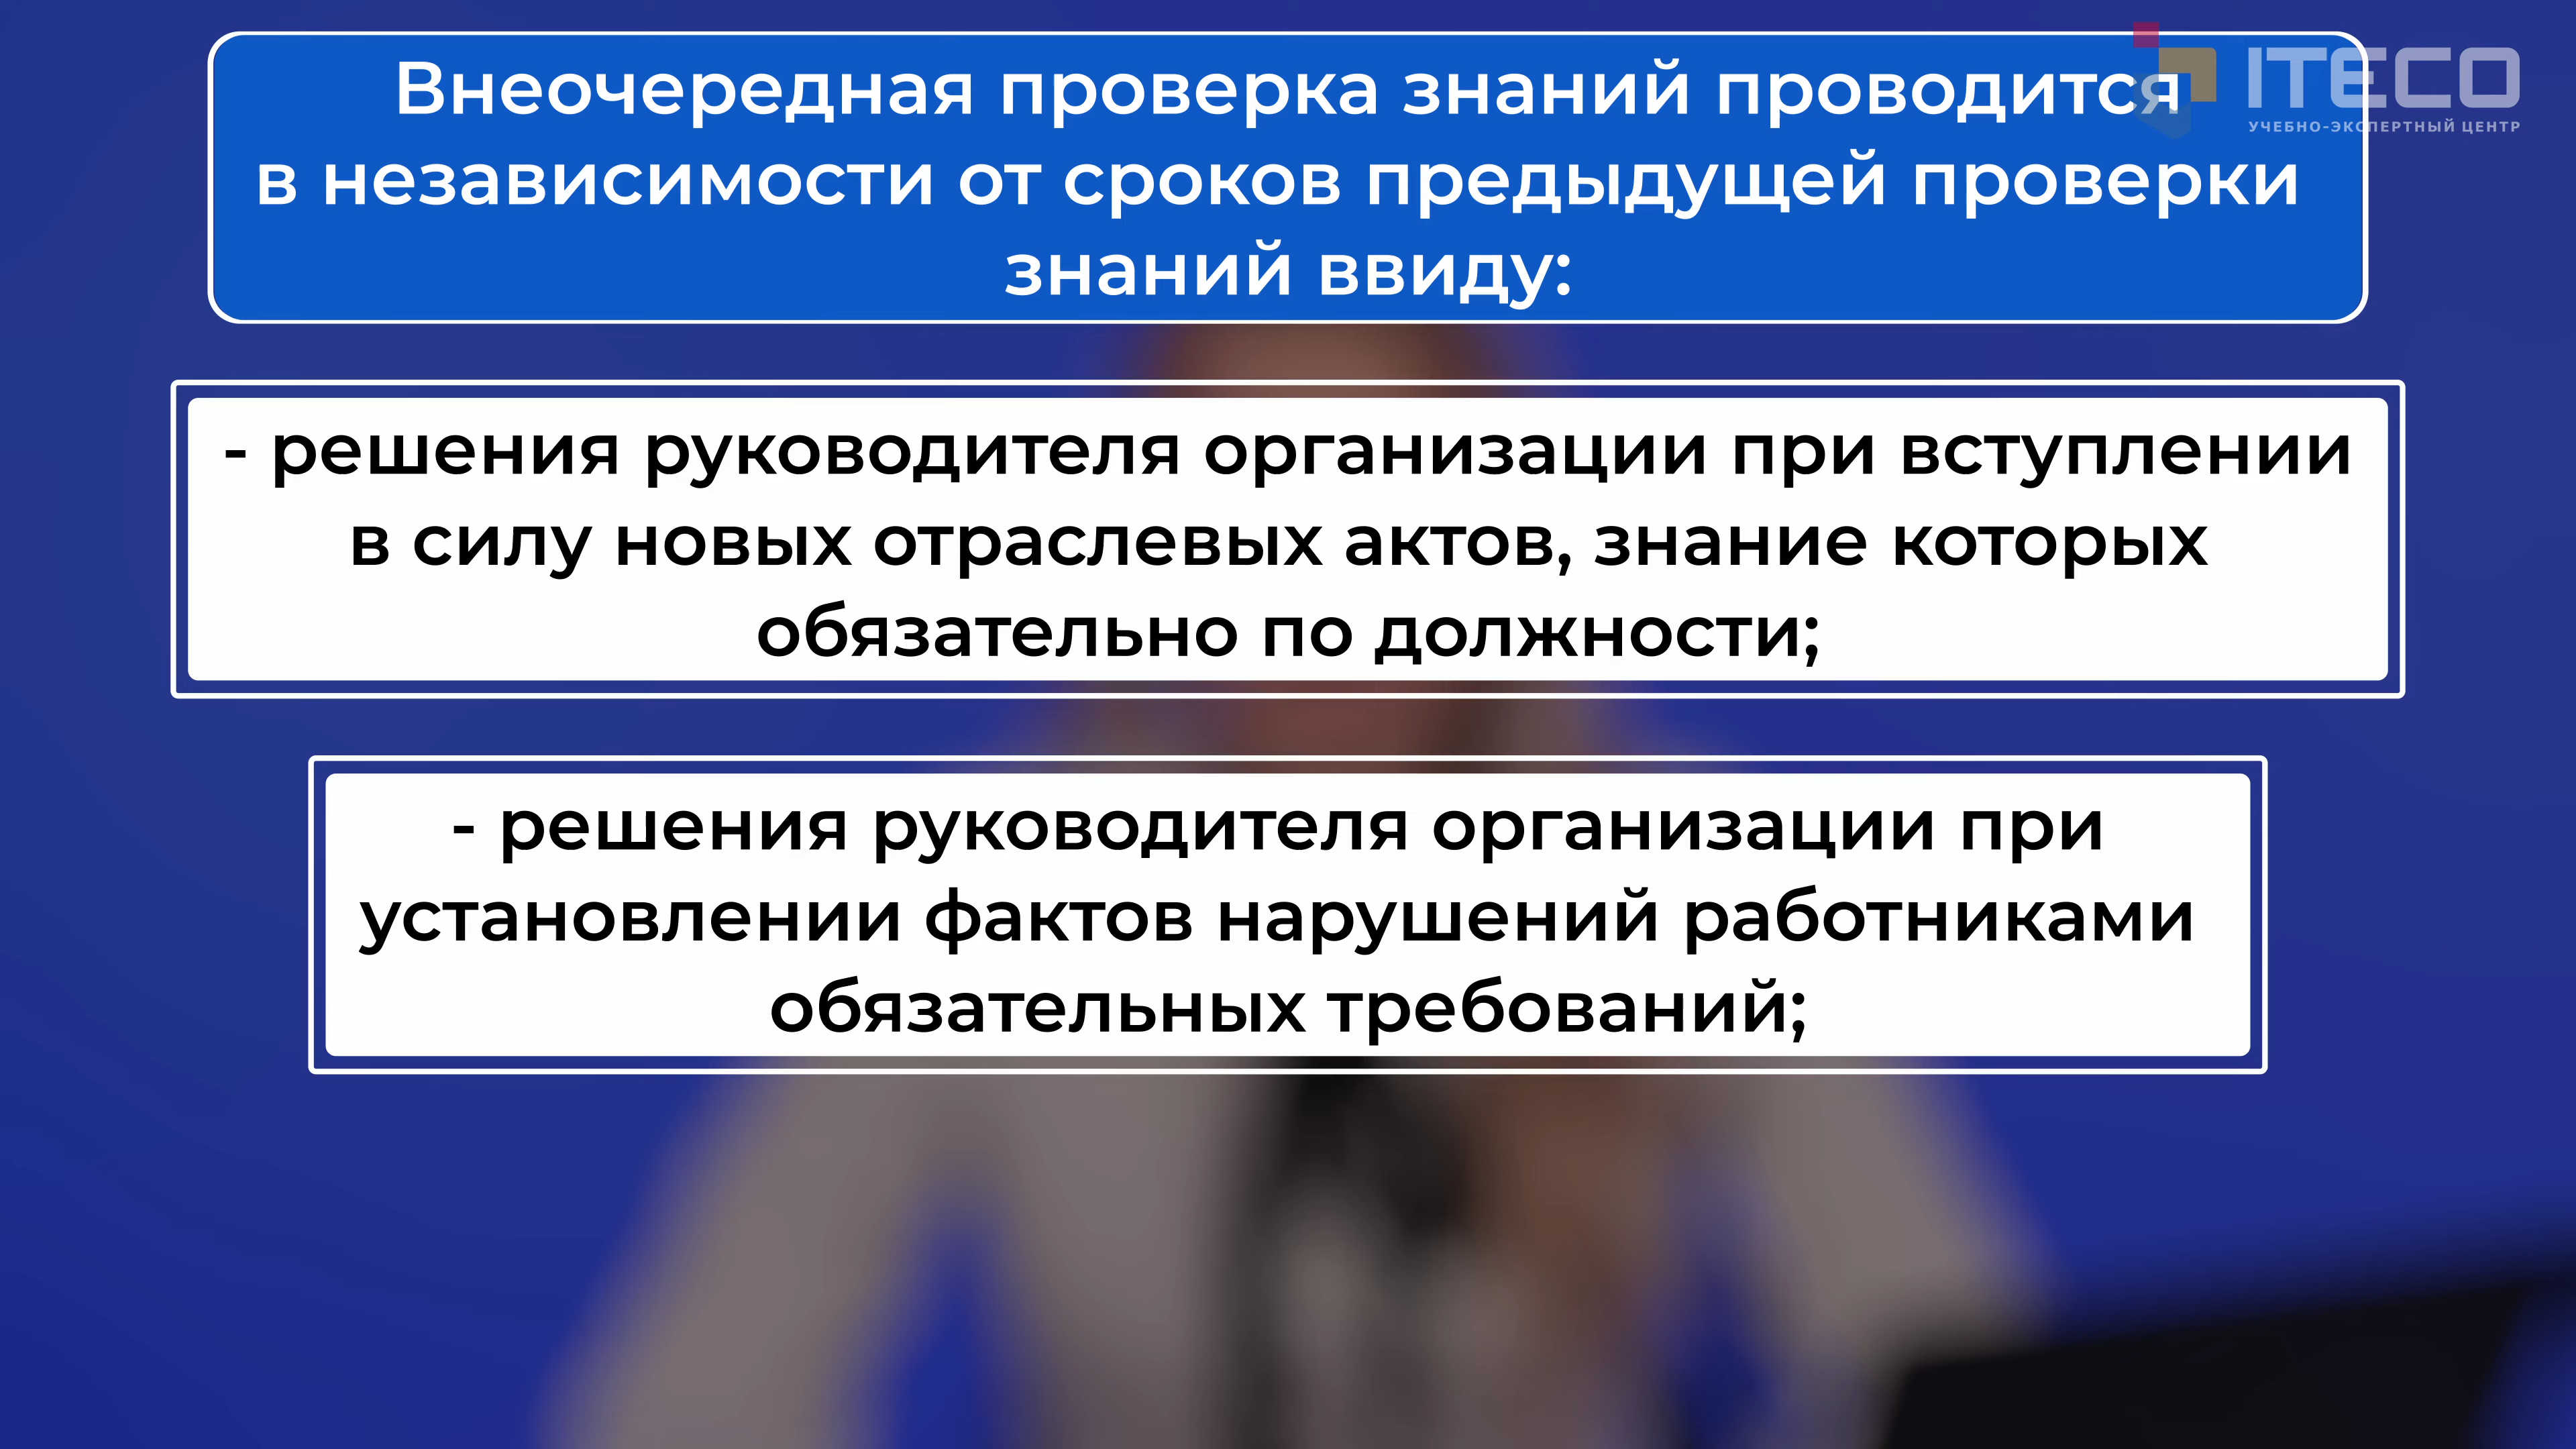 Внеочередная проверка знаний проводится
в независимости от сроков предыдущей проверки
знаний ввиду:
ITECO
УЧЕБНО-ЭКСПЕРТНЫЙ ЦЕНТР
- решения руководителя организации при вступлении
в силу новых отраслевых актов, знание которых
обязательно по должности;
- решения руководителя организации при
установлении фактов нарушений работниками
обязательных требований;